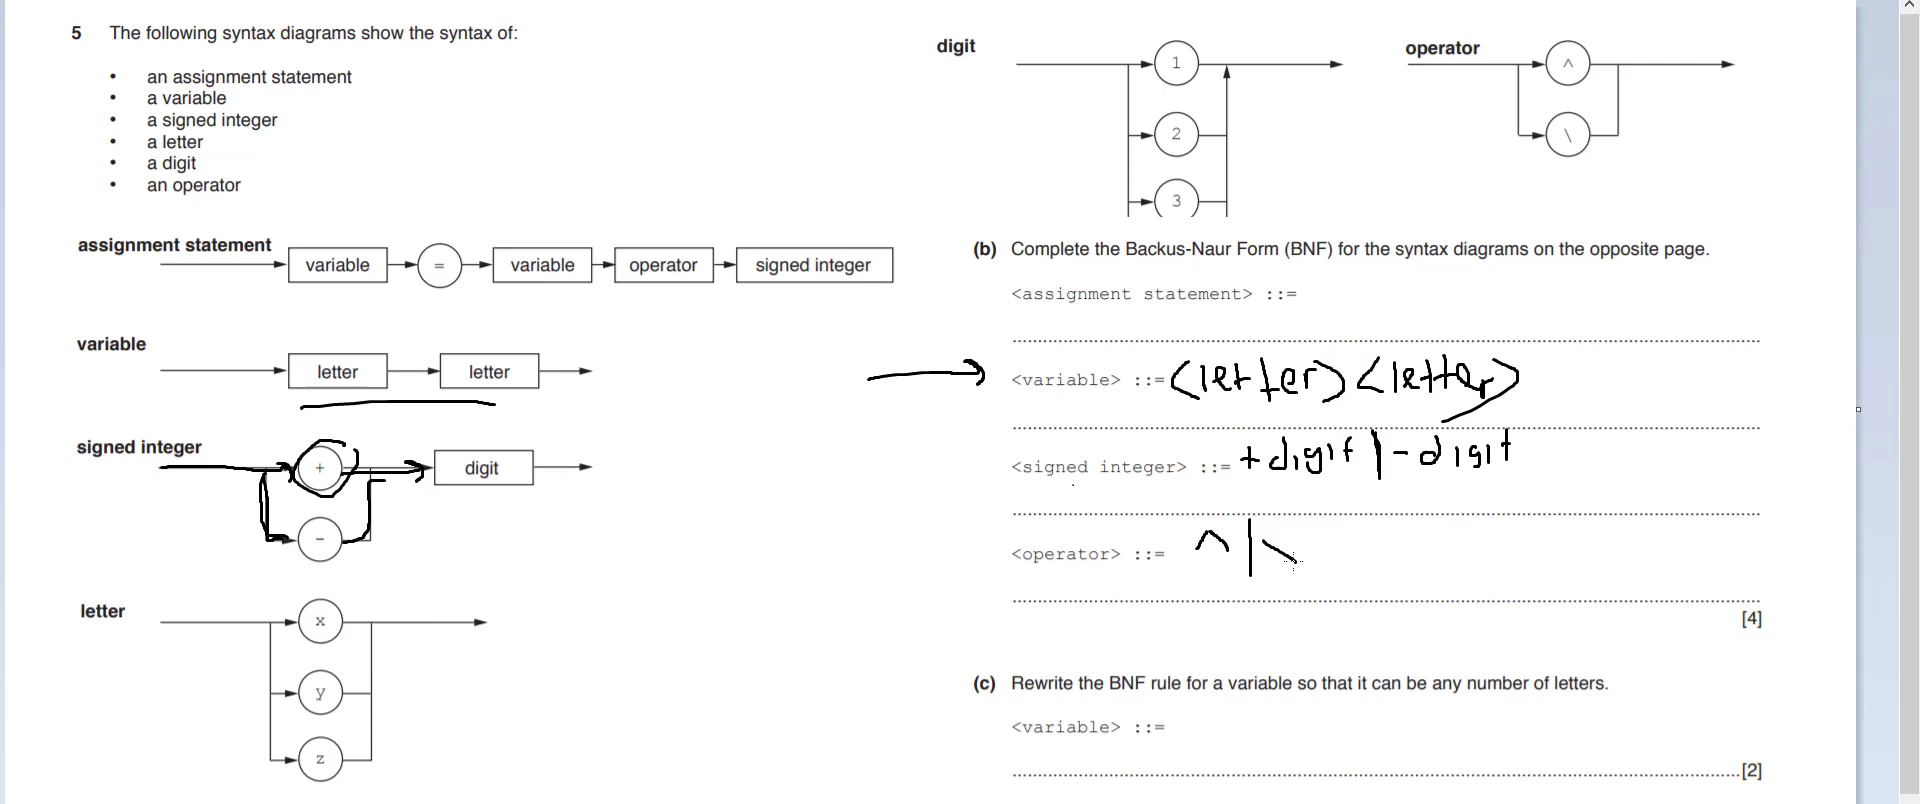 5 The following syntax diagrams show the syntax of:
• an assignment statement
• a variable
• a signed integer
• a letter
• a digit
• an operator
assignment statement
variable = variable operator signed integer
variable
letter letter
signed integer
+ digit
-
letter
x
y
z
digit
1
2
3
operator
^
\
(b) Complete the Backus-Naur Form (BNF) for the syntax diagrams on the opposite page.
<assignment statement> ::=
<variable> ::= <letter> <letter>
<signed integer> ::= +digit | -digit
<operator> ::= ^ | \
[4]
(c) Rewrite the BNF rule for a variable so that it can be any number of letters.
<variable> ::=
[2]